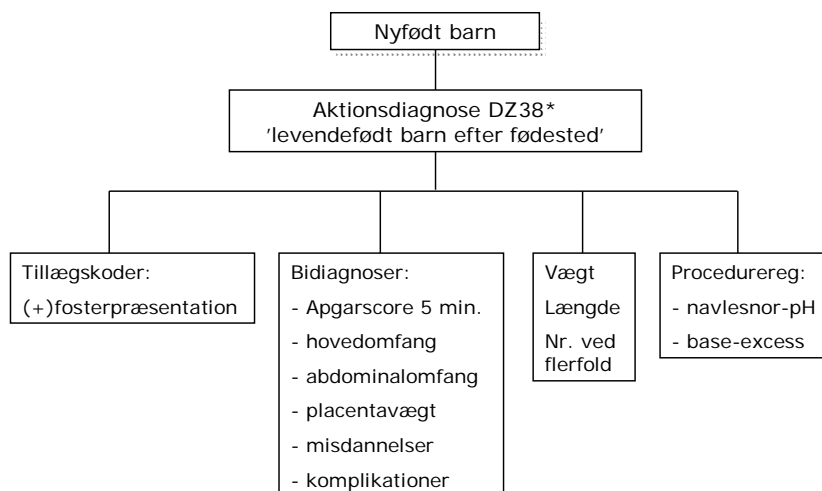 Nyfødt barn
Aktionsdiagnose DZ38*
’levendefødt barn efter fødested’
Tillægskoder:
(+)fosterpræsentation
Bidiagnoser:
- Apgarscore 5 min.
- hovedomfang
- abdominalomfang
- placentavægt
- misdannelser
- komplikationer
Vægt
Længde
Nr. ved
flerfold
Procedurereg:
- navlesnor-pH
- base-excess